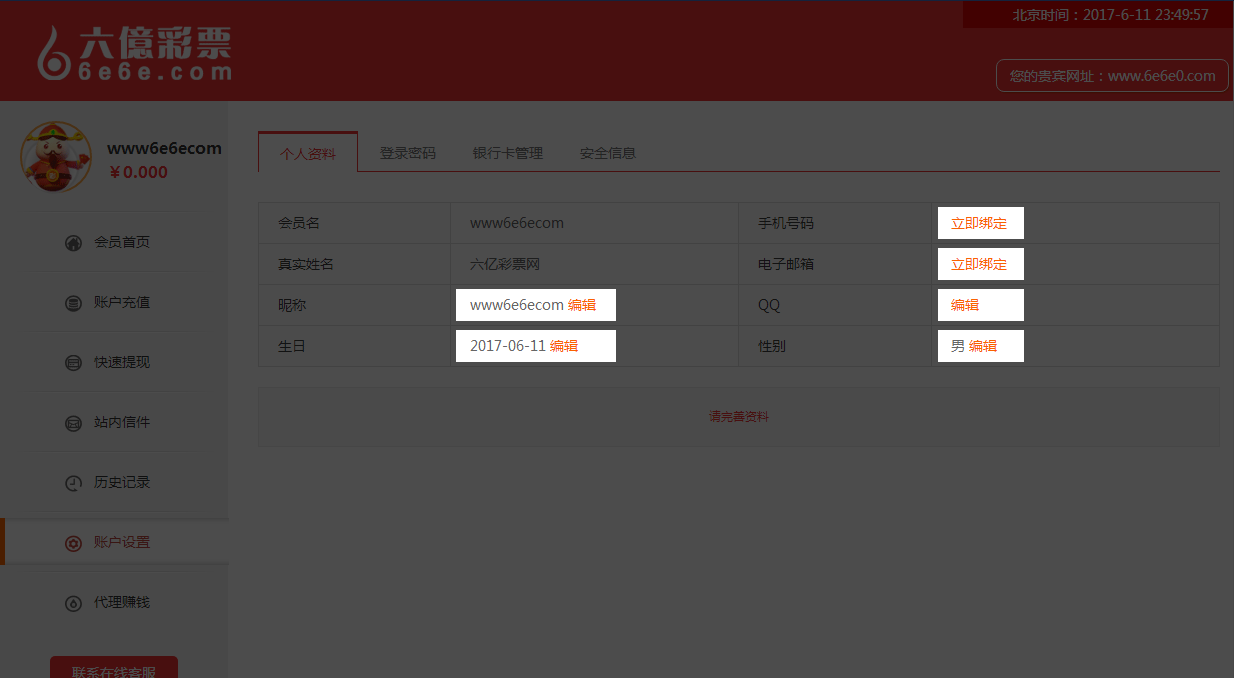 北京时间：2017-6-11 23:49:57
六億彩票
6e6e.com
您的贵宾网址：www.6e6e0.com
www6e6ecom
￥0.000
会员首页
账户充值
快速提现
站内信件
历史记录
账户设置
代理赚钱
联系在线客服
个人资料 登录密码 银行卡管理 安全信息
会员名 www6e6ecom 手机号码 立即绑定
真实姓名 六亿彩票网 电子邮箱 立即绑定
昵称 www6e6ecom 编辑 QQ 编辑
生日 2017-06-11 编辑 性别 男 编辑
请完善资料